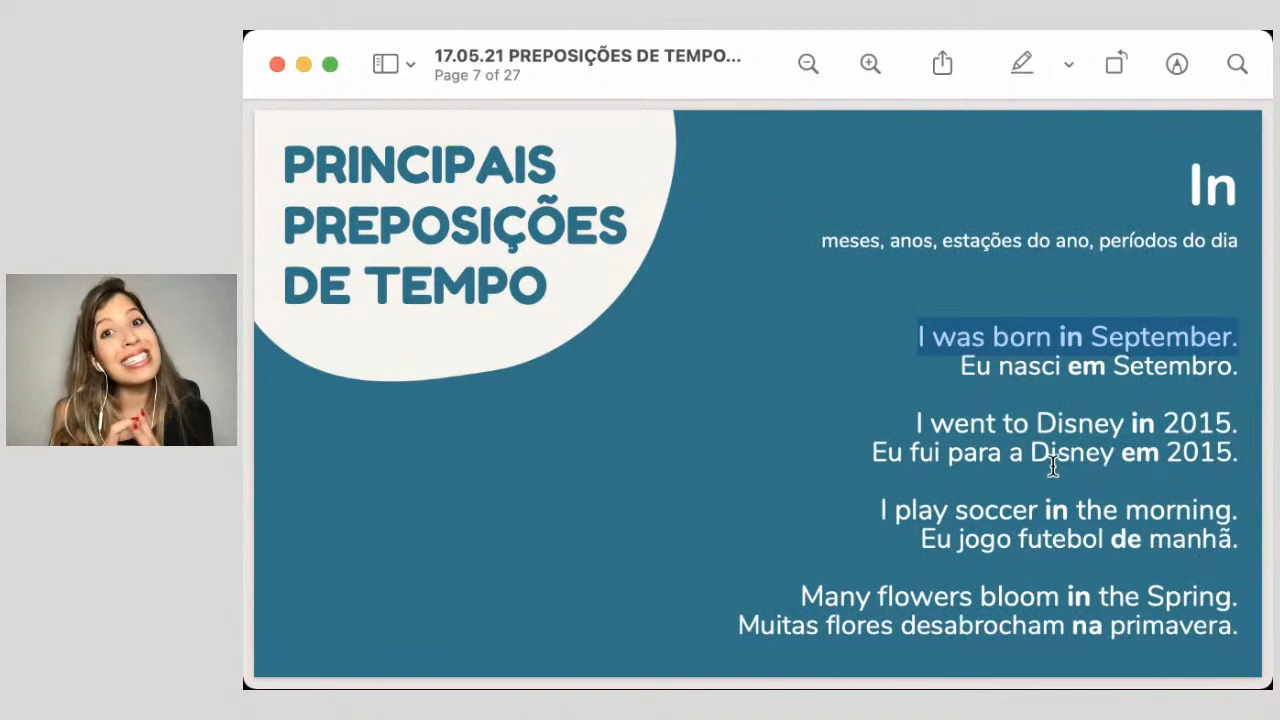 17.05.21 PREPOSIÇÕES DE TEMPO...
Page 7 of 27
PRINCIPAIS
PREPOSIÇÕES
DE TEMPO
In
meses, anos, estações do ano, períodos do dia
I was born in September.
Eu nasci em Setembro.
I went to Disney in 2015.
Eu fui para a Disney em 2015.
I play soccer in the morning.
Eu jogo futebol de manhã.
Many flowers bloom in the Spring.
Muitas flores desabrocham na primavera.